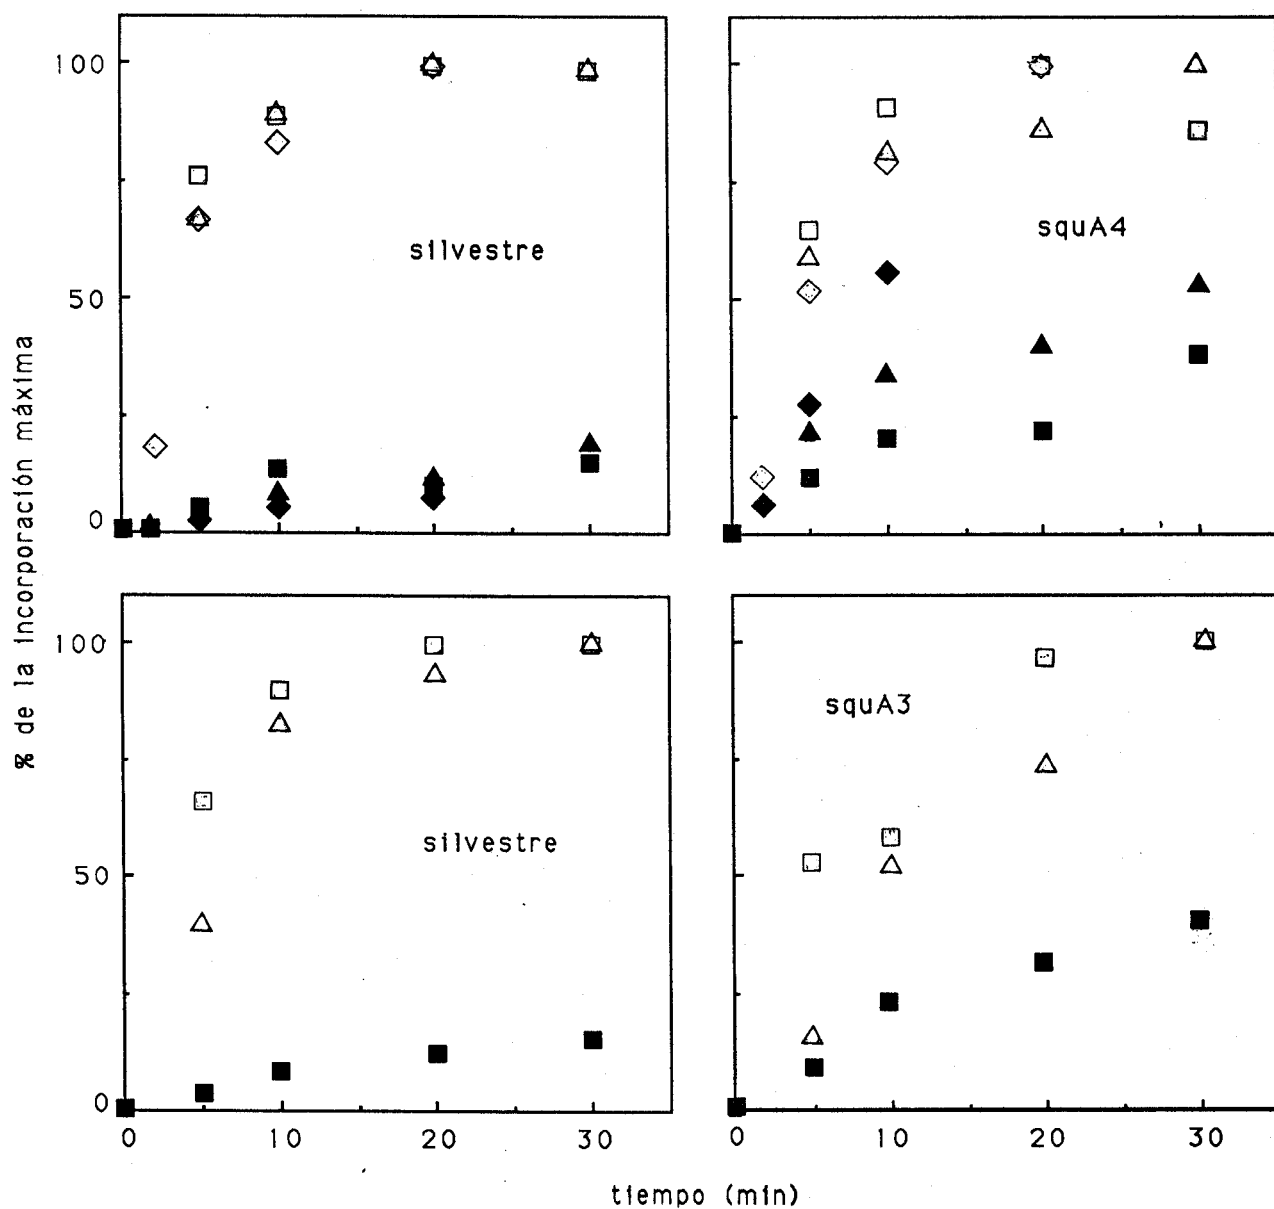 % de la incorporación máxima
100
50
0
silvestre
squA4
100
50
0
silvestre
squA3
0 10 20 30
0 10 20 30
tiempo (min)